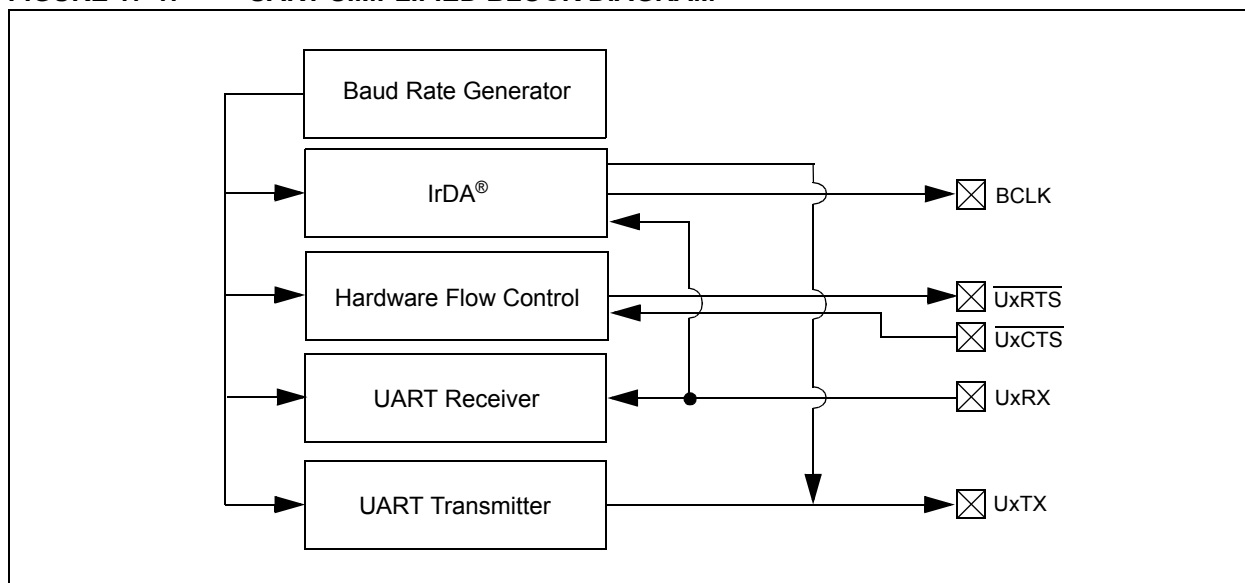 Baud Rate Generator
IrDA®
BCLK
Hardware Flow Control
UxRTS
UxCTS
UART Receiver
UxRX
UART Transmitter
UxTX